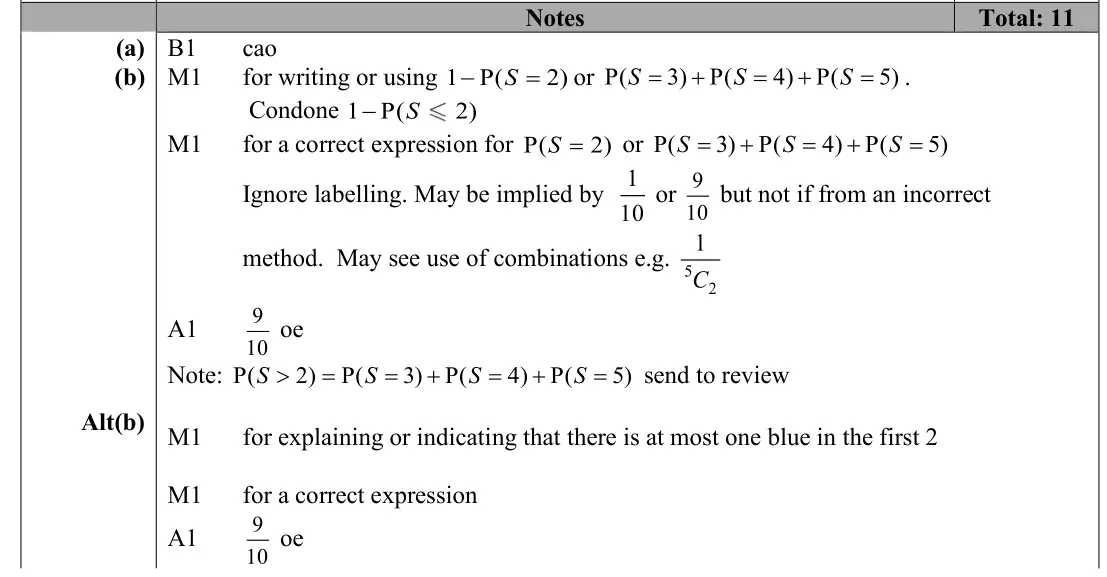 Notes Total: 11
(a) B1 cao
(b) M1 for writing or using 1 − P(S = 2) or P(S = 3) + P(S = 4) + P(S = 5) .
Condone 1 − P(S ⩽ 2)
M1 for a correct expression for P(S = 2) or P(S = 3) + P(S = 4) + P(S = 5)
Ignore labelling. May be implied by 1/10 or 9/10 but not if from an incorrect
method. May see use of combinations e.g. 1/⁵C₂
A1 9/10 oe
Note: P(S > 2) = P(S = 3) + P(S = 4) + P(S = 5) send to review
Alt(b)
M1 for explaining or indicating that there is at most one blue in the first 2
M1 for a correct expression
A1 9/10 oe